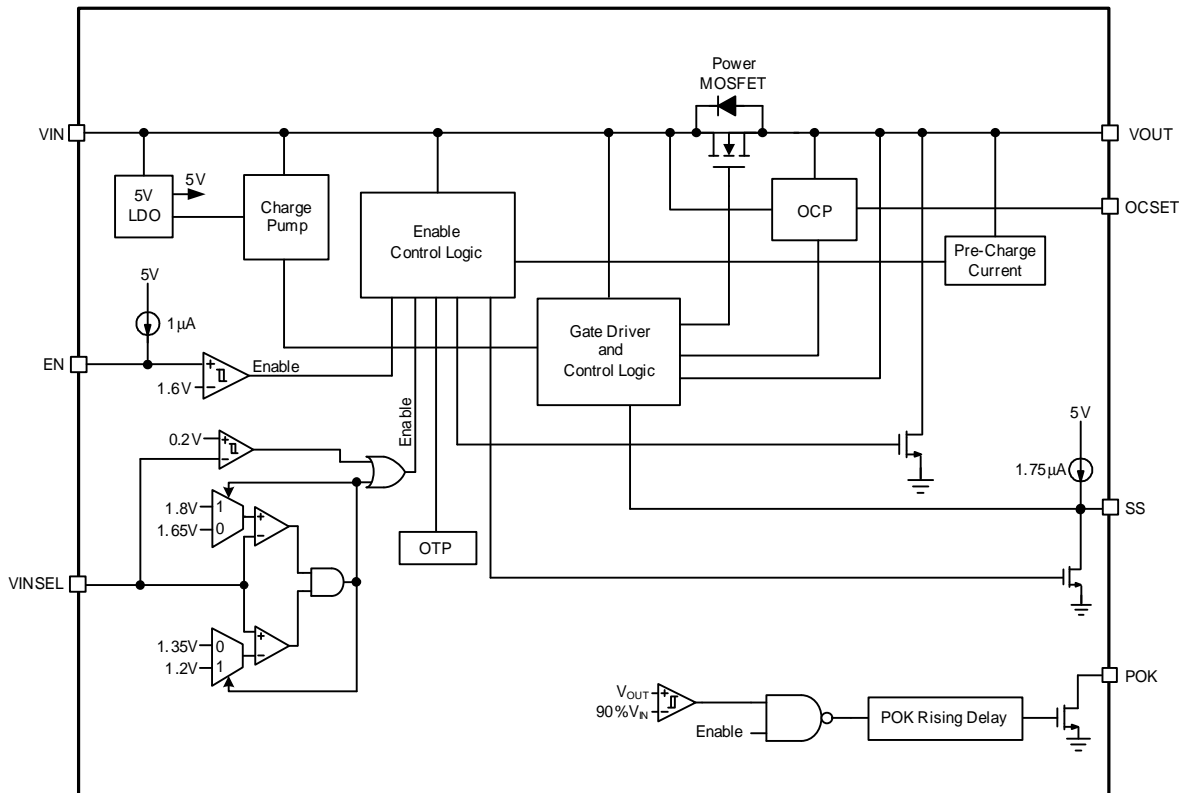 Power
MOSFET
VIN
VOUT
5V
LDO
5V
Charge
Pump
Enable
Control Logic
OCP
OCSET
Pre-Charge
Current
5V
1μA
EN
1.6V
+
-
Enable
Gate Driver
and
Control Logic
Enable
0.2V
+
-
5V
1.75μA
SS
1.8V
1
1.65V
0
+
-
OTP
VINSEL
1.35V
0
1.2V
1
+
-
VOUT
+
90%VIN
-
Enable
POK Rising Delay
POK